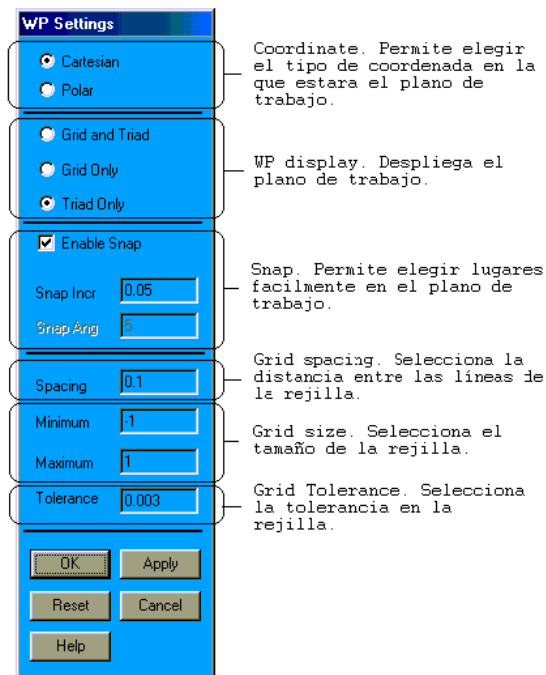 WP Settings
Cartesian
Polar
Coordinate. Permite elegir
el tipo de coordenada en la
que estara el plano de
trabajo.
Grid and Triad
Grid Only
Triad Only
WP display. Despliega el
plano de trabajo.
Enable Snap
Snap Incr 0.05
Snap Ang 5
Snap. Permite elegir lugares
facilmente en el plano de
trabajo.
Spacing 0.1
Grid spacing. Selecciona la
distancia entre las líneas de
la rejilla.
Minimum -1
Maximum 1
Grid size. Selecciona el
tamaño de la rejilla.
Tolerance 0.003
Grid Tolerance. Selecciona
la tolerancia en la
rejilla.
OK Apply
Reset Cancel
Help